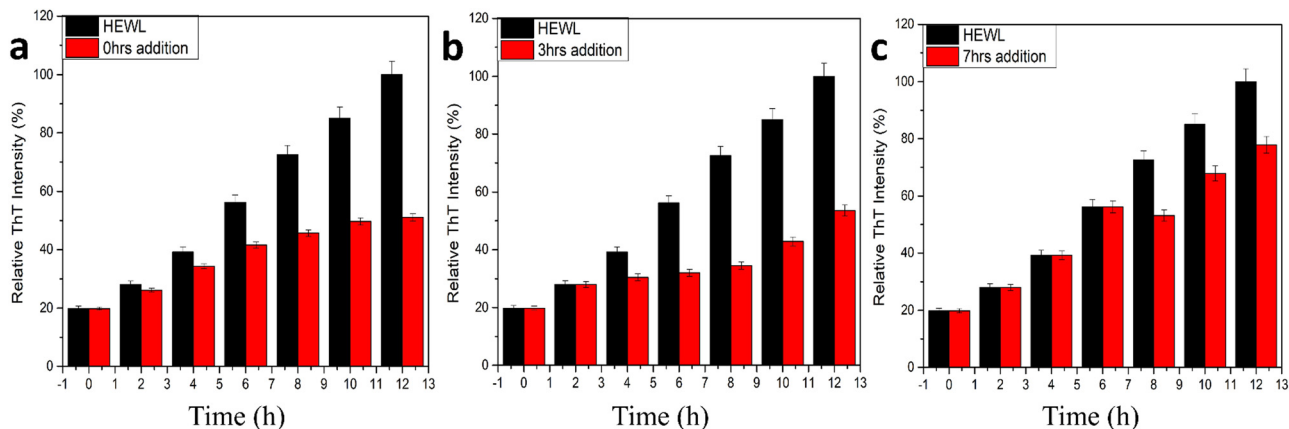 a
HEWL
0hrs addition
Relative ThT Intensity (%)
120
100
80
60
40
20
0
-1 0 1 2 3 4 5 6 7 8 9 10 11 12 13
Time (h)
b
HEWL
3hrs addition
Relative ThT Intensity (%)
120
100
80
60
40
20
0
-1 0 1 2 3 4 5 6 7 8 9 10 11 12 13
Time (h)
c
HEWL
7hrs addition
Relative ThT Intensity (%)
120
100
80
60
40
20
0
-1 0 1 2 3 4 5 6 7 8 9 10 11 12 13
Time (h)